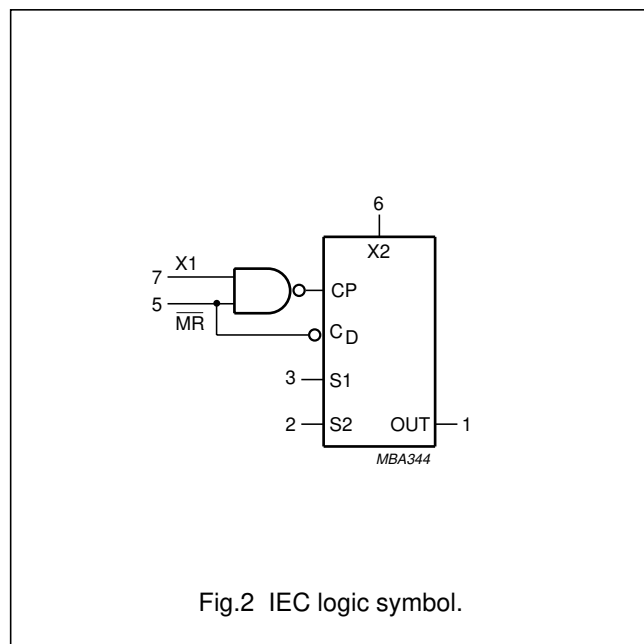 6
X2
7 X1
CP
5
M̅R̅
CD
3 S1
2 S2 OUT 1
MBA344
Fig.2 IEC logic symbol.